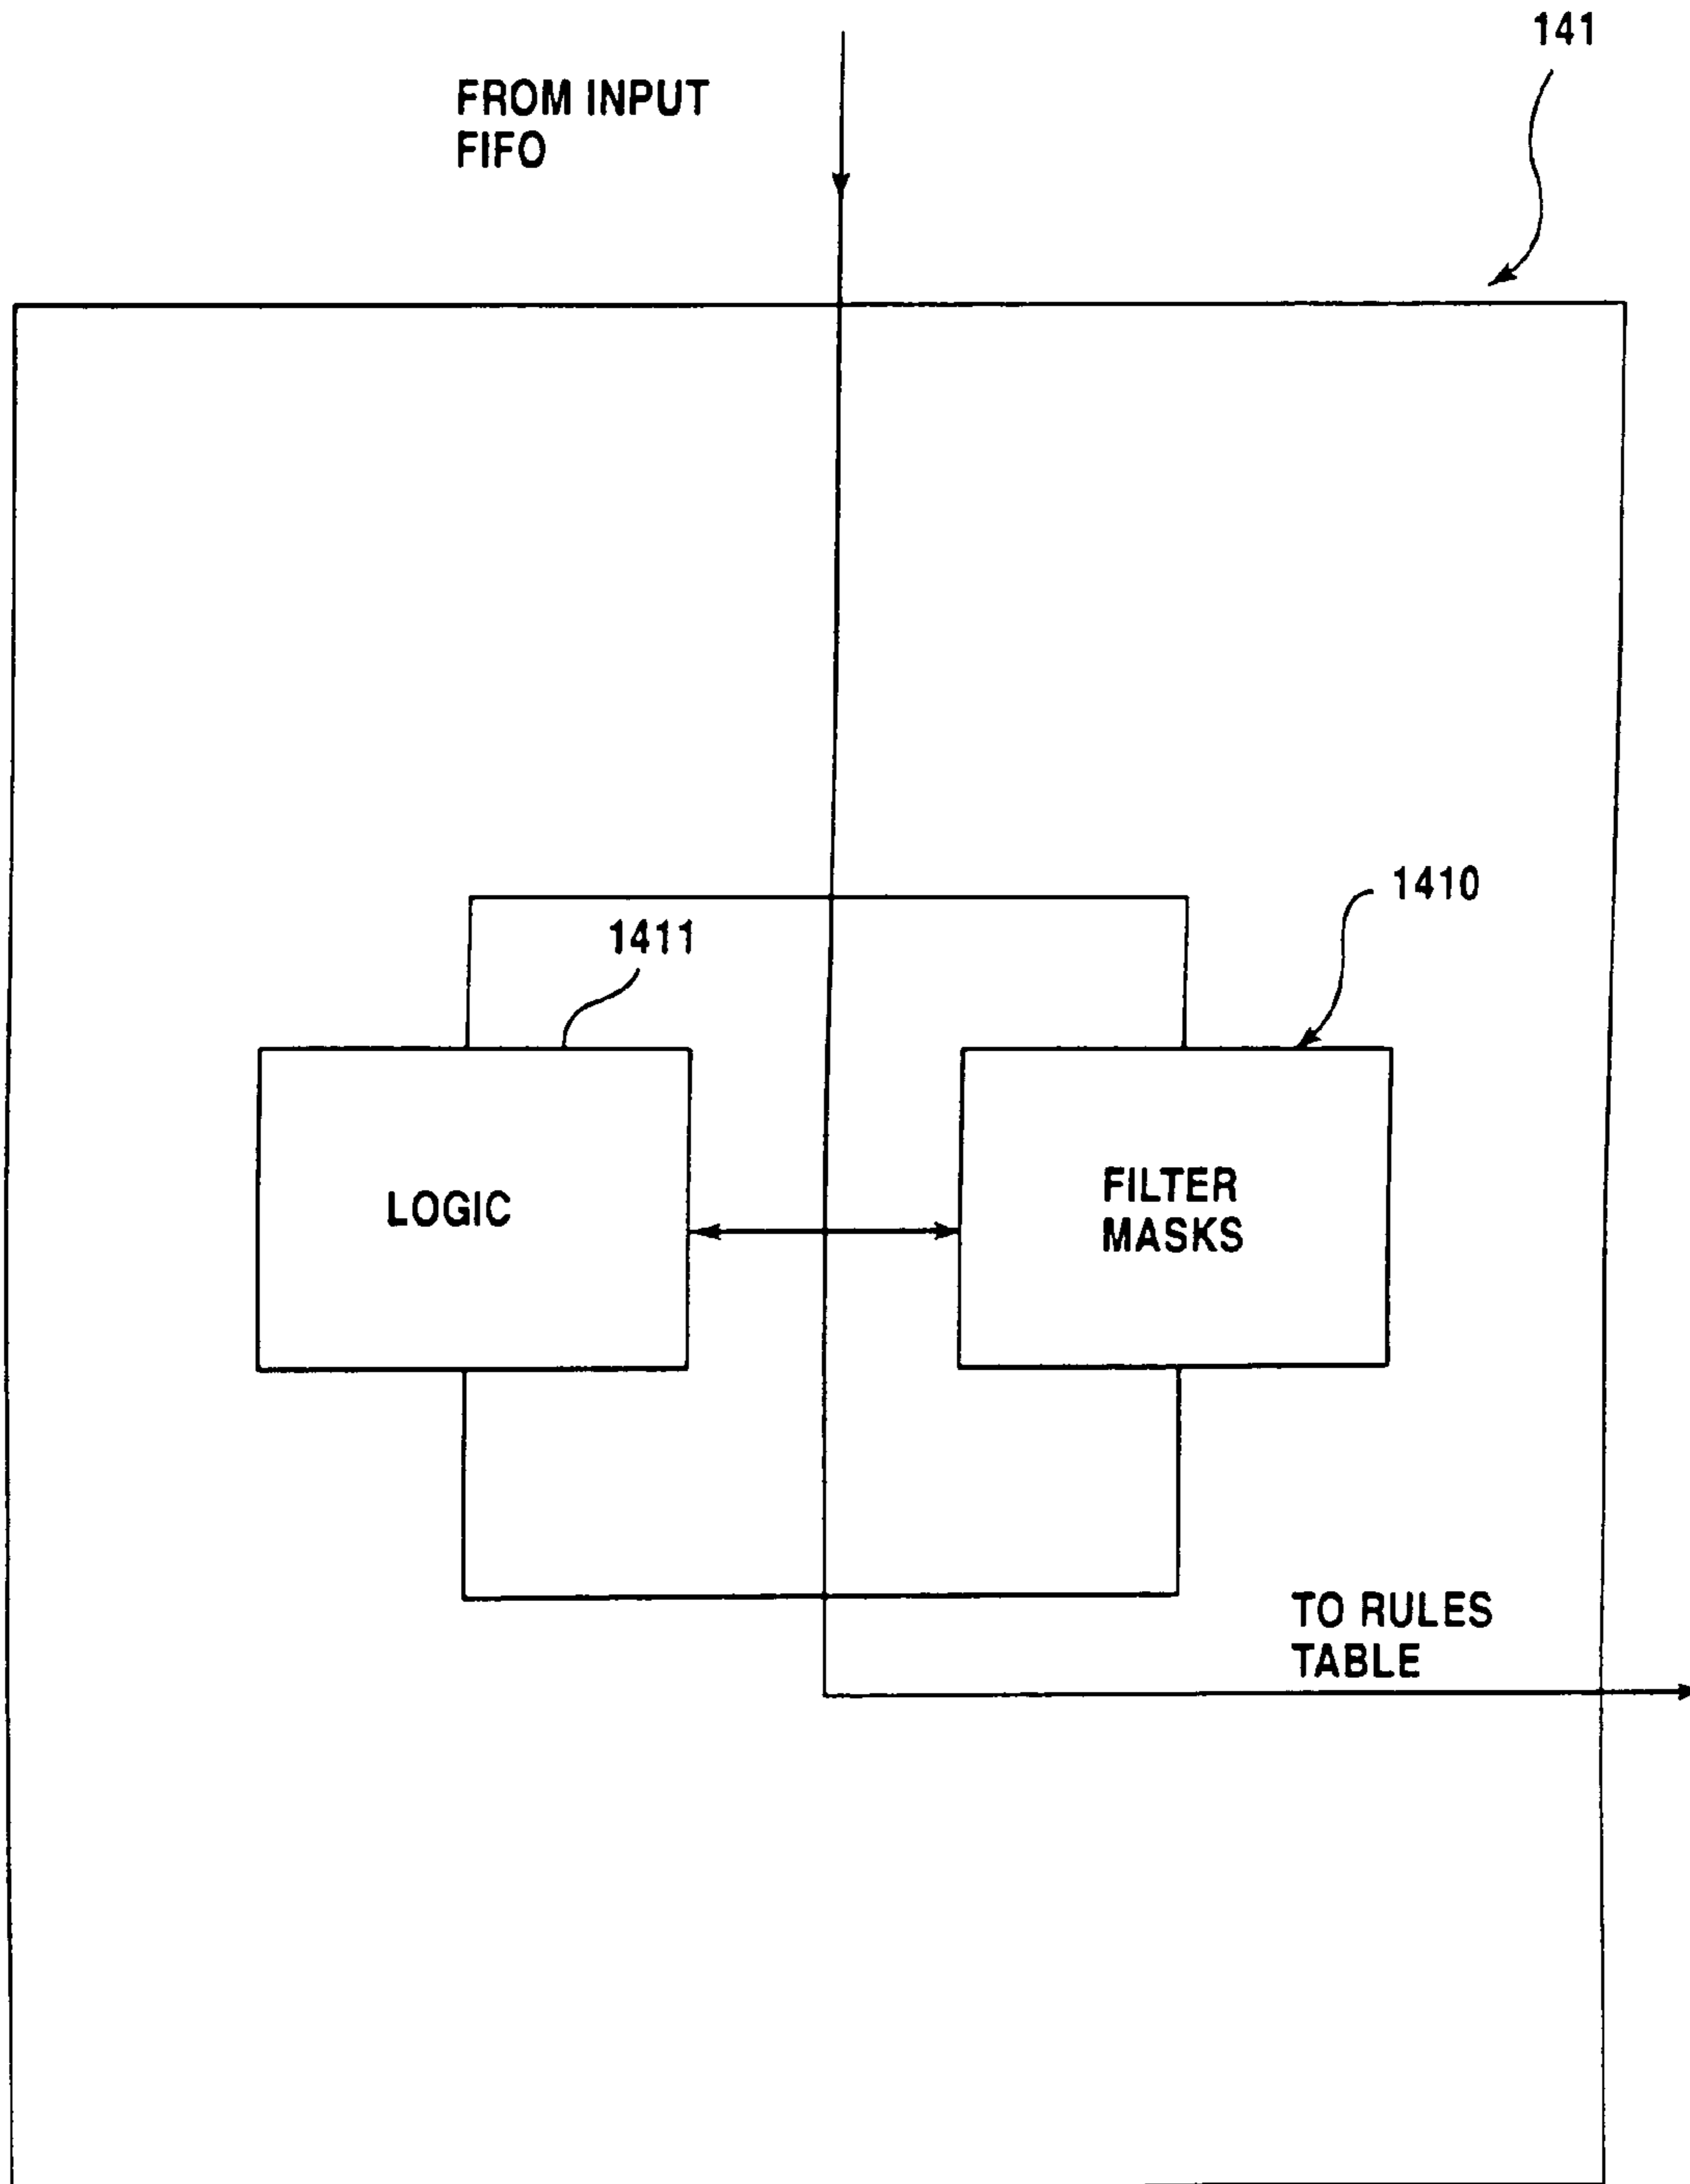 141
FROM INPUT
FIFO
1410
1411
LOGIC
FILTER
MASKS
TO RULES
TABLE